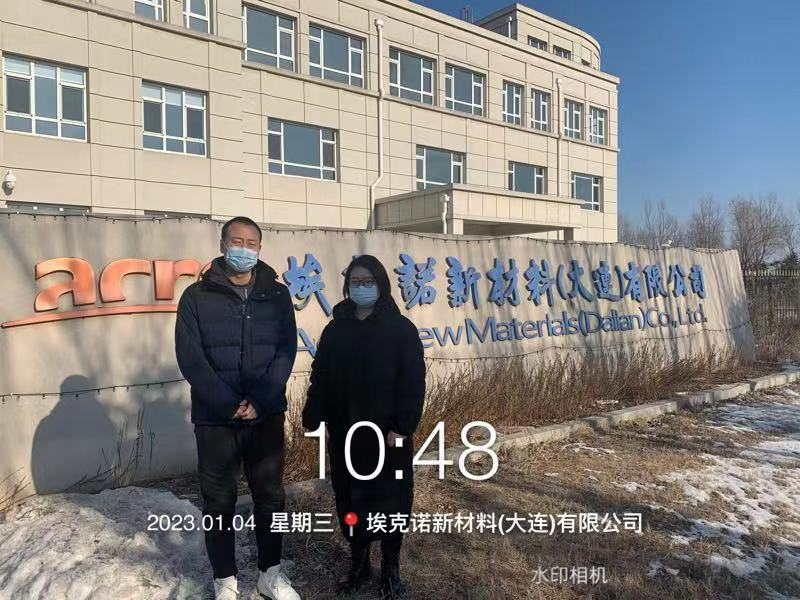 acr
埃 诺新材料(大连)有限公司
A ew Materials(Dalian)Co.,Ltd.
10:48
2023.01.04 星期三 埃克诺新材料(大连)有限公司
水印相机